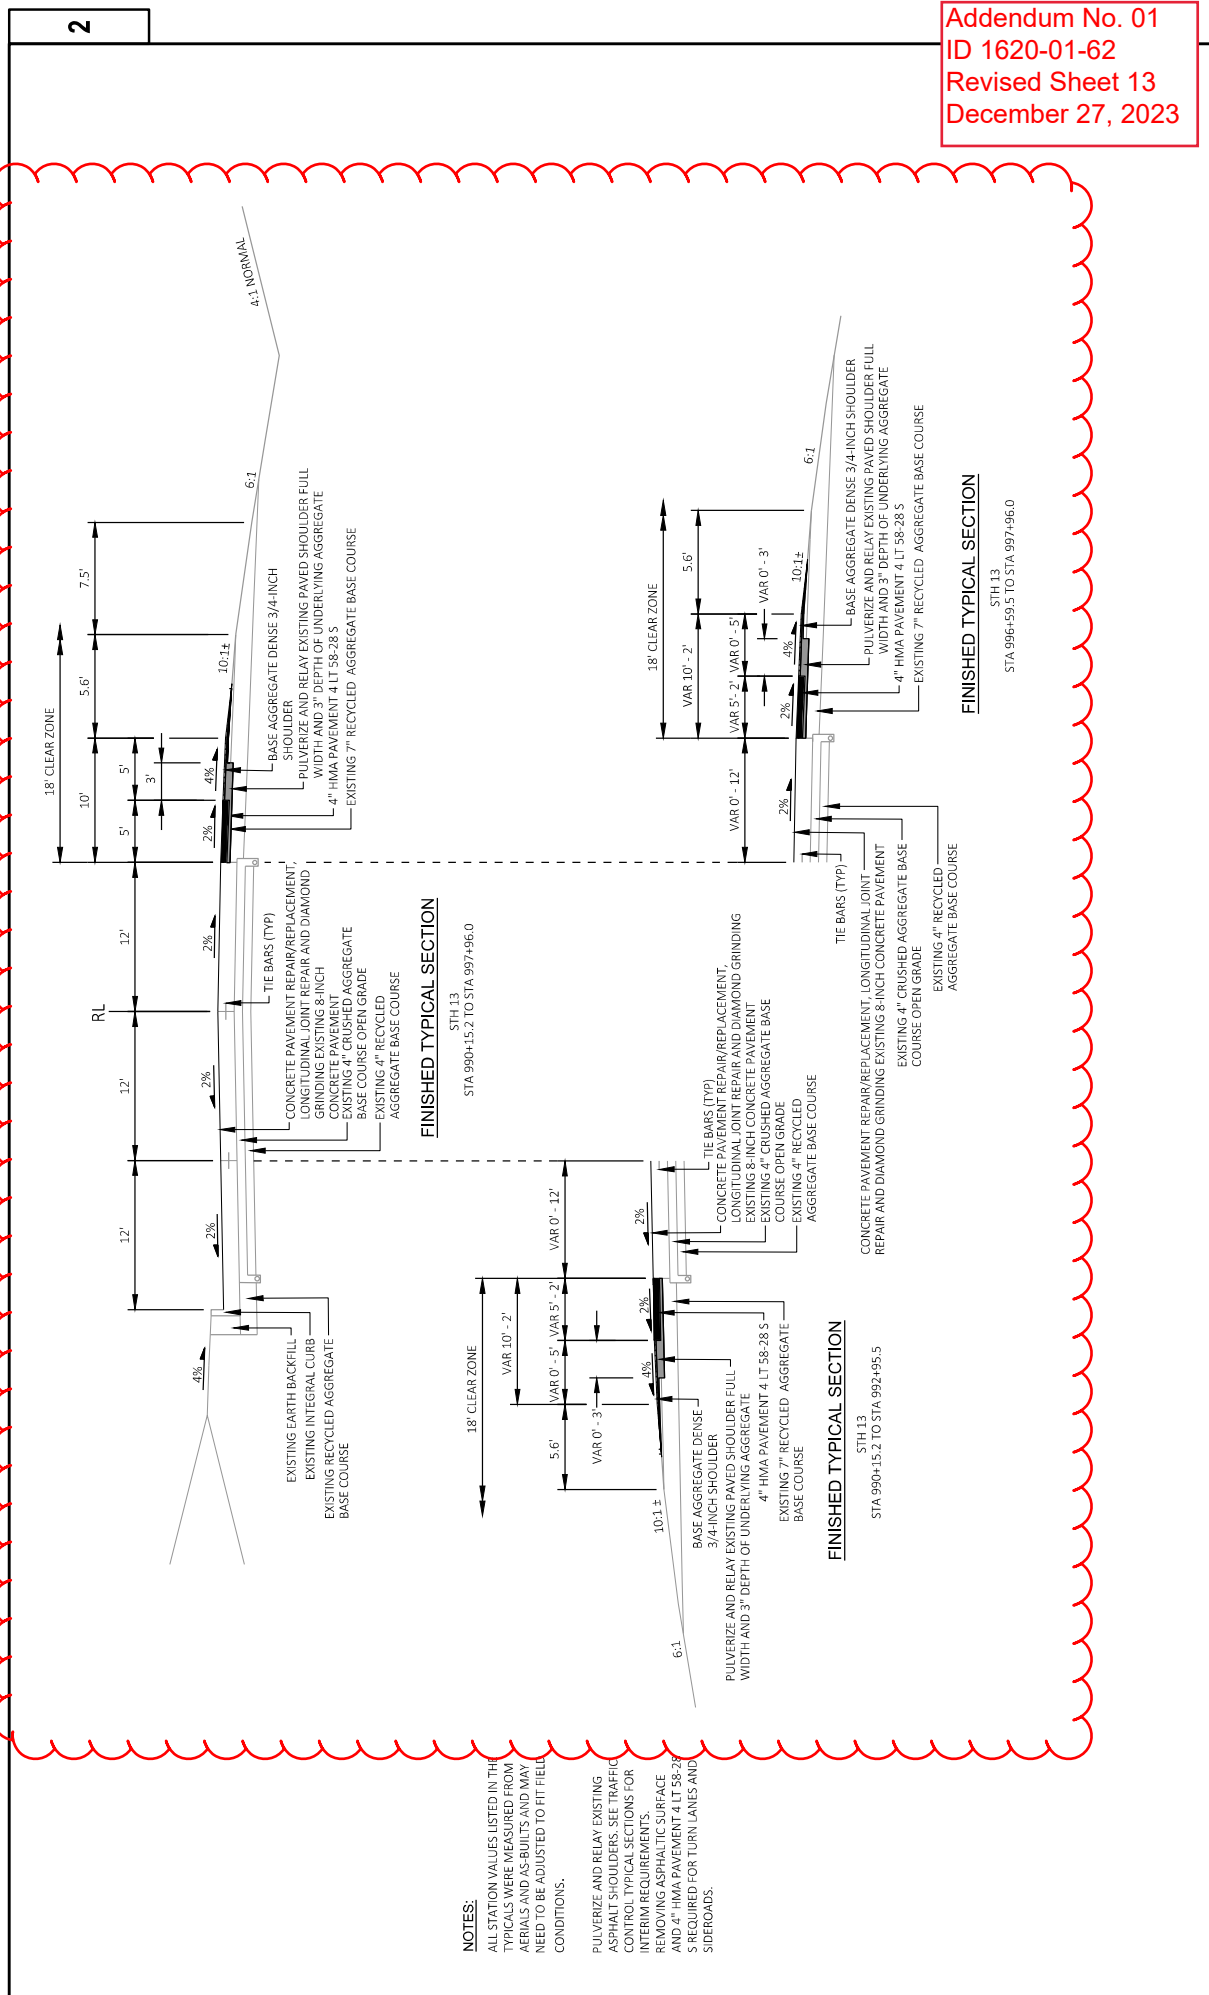 2
Addendum No. 01
ID 1620-01-62
Revised Sheet 13
December 27, 2023
18' CLEAR ZONE
10'
5.6'
7.5'
12'
12'
RL
12'
5'
5'
3'
4%
2%
2%
2%
2%
4%
10:1±
6:1
4:1 NORMAL
EXISTING EARTH BACKFILL
EXISTING INTEGRAL CURB
EXISTING RECYCLED AGGREGATE
BASE COURSE
TIE BARS (TYP)
CONCRETE PAVEMENT REPAIR/REPLACEMENT,
LONGITUDINAL JOINT REPAIR AND DIAMOND
GRINDING EXISTING 8-INCH
CONCRETE PAVEMENT
EXISTING 4" CRUSHED AGGREGATE
BASE COURSE OPEN GRADE
EXISTING 4" RECYCLED
AGGREGATE BASE COURSE
BASE AGGREGATE DENSE 3/4-INCH
SHOULDER
PULVERIZE AND RELAY EXISTING PAVED SHOULDER FULL
WIDTH AND 3" DEPTH OF UNDERLYING AGGREGATE
4" HMA PAVEMENT 4 LT 58-28 S
EXISTING 7" RECYCLED AGGREGATE BASE COURSE
FINISHED TYPICAL SECTION
STH 13
STA 990+15.2 TO STA 997+96.0
18' CLEAR ZONE
VAR 10' - 2'
5.6'
VAR 0' - 5'
VAR 5' - 2'
VAR 0' - 12'
VAR 0' - 3'
10:1 ±
4%
2%
2%
6:1
TIE BARS (TYP)
CONCRETE PAVEMENT REPAIR/REPLACEMENT,
LONGITUDINAL JOINT REPAIR AND DIAMOND GRINDING
EXISTING 8-INCH CONCRETE PAVEMENT
EXISTING 4" CRUSHED AGGREGATE BASE
COURSE OPEN GRADE
EXISTING 4" RECYCLED
AGGREGATE BASE COURSE
BASE AGGREGATE DENSE
3/4-INCH SHOULDER
PULVERIZE AND RELAY EXISTING PAVED SHOULDER FULL
WIDTH AND 3" DEPTH OF UNDERLYING AGGREGATE
4" HMA PAVEMENT 4 LT 58-28 S
EXISTING 7" RECYCLED AGGREGATE
BASE COURSE
FINISHED TYPICAL SECTION
STH 13
STA 990+15.2 TO STA 992+95.5
18' CLEAR ZONE
VAR 10' - 2'
5.6'
VAR 0' - 12'
VAR 5' - 2'
VAR 0' - 5'
VAR 0' - 3'
2%
2%
4%
10:1±
6:1
TIE BARS (TYP)
CONCRETE PAVEMENT REPAIR/REPLACEMENT, LONGITUDINAL JOINT
REPAIR AND DIAMOND GRINDING EXISTING 8-INCH CONCRETE PAVEMENT
EXISTING 4" CRUSHED AGGREGATE BASE
COURSE OPEN GRADE
EXISTING 4" RECYCLED
AGGREGATE BASE COURSE
BASE AGGREGATE DENSE 3/4-INCH SHOULDER
PULVERIZE AND RELAY EXISTING PAVED SHOULDER FULL
WIDTH AND 3" DEPTH OF UNDERLYING AGGREGATE
4" HMA PAVEMENT 4 LT 58-28 S
EXISTING 7" RECYCLED AGGREGATE BASE COURSE
FINISHED TYPICAL SECTION
STH 13
STA 996+59.5 TO STA 997+96.0
NOTES:
ALL STATION VALUES LISTED IN THE
TYPICALS WERE MEASURED FROM
AERIALS AND AS-BUILTS AND MAY
NEED TO BE ADJUSTED TO FIT FIELD
CONDITIONS.
PULVERIZE AND RELAY EXISTING
ASPHALT SHOULDERS. SEE TRAFFIC
CONTROL TYPICAL SECTIONS FOR
INTERIM REQUIREMENTS.
REMOVING ASPHALTIC SURFACE
AND 4" HMA PAVEMENT 4 LT 58-28
S REQUIRED FOR TURN LANES AND
SIDEROADS.